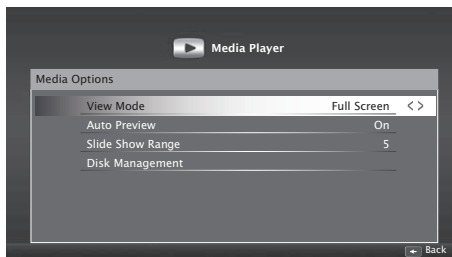 Media Player
Media Options
View Mode Full Screen < >
Auto Preview On
Slide Show Range 5
Disk Management
Back